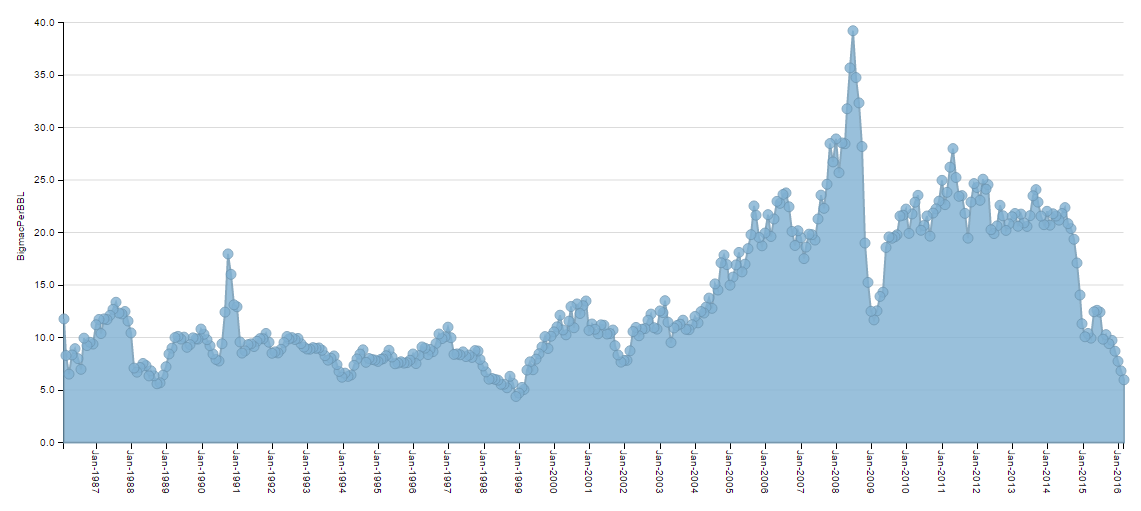 40.0
35.0
30.0
25.0
20.0
15.0
10.0
5.0
0.0
BigmacPerBBL
Jan-1987
Jan-1988
Jan-1989
Jan-1990
Jan-1991
Jan-1992
Jan-1993
Jan-1994
Jan-1995
Jan-1996
Jan-1997
Jan-1998
Jan-1999
Jan-2000
Jan-2001
Jan-2002
Jan-2003
Jan-2004
Jan-2005
Jan-2006
Jan-2007
Jan-2008
Jan-2009
Jan-2010
Jan-2011
Jan-2012
Jan-2013
Jan-2014
Jan-2015
Jan-2016